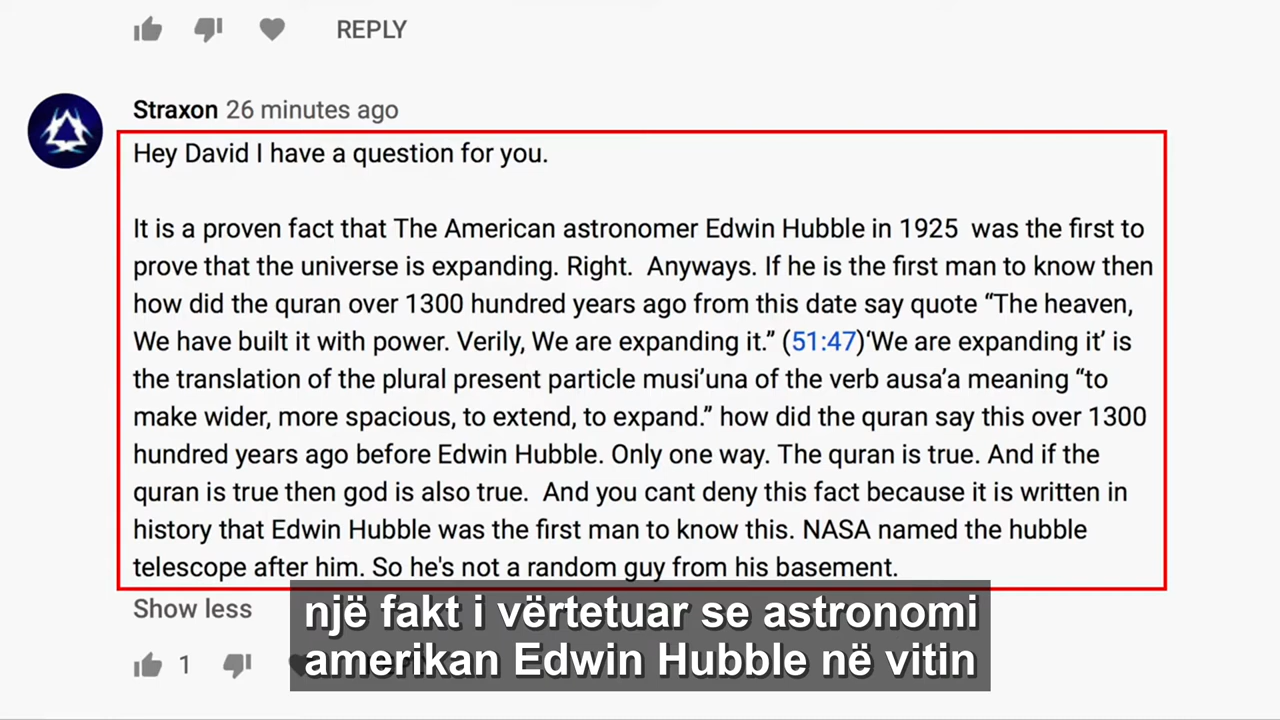 REPLY
Straxon 26 minutes ago
Hey David I have a question for you.
It is a proven fact that The American astronomer Edwin Hubble in 1925 was the first to
prove that the universe is expanding. Right. Anyways. If he is the first man to know then
how did the quran over 1300 hundred years ago from this date say quote “The heaven,
We have built it with power. Verily, We are expanding it.” (51:47)‘We are expanding it’ is
the translation of the plural present particle musi’una of the verb ausa’a meaning “to
make wider, more spacious, to extend, to expand.” how did the quran say this over 1300
hundred years ago before Edwin Hubble. Only one way. The quran is true. And if the
quran is true then god is also true. And you cant deny this fact because it is written in
history that Edwin Hubble was the first man to know this. NASA named the hubble
telescope after him. So he's not a random guy from his basement.
Show less
një fakt i vërtetuar se astronomi
amerikan Edwin Hubble në vitin
1